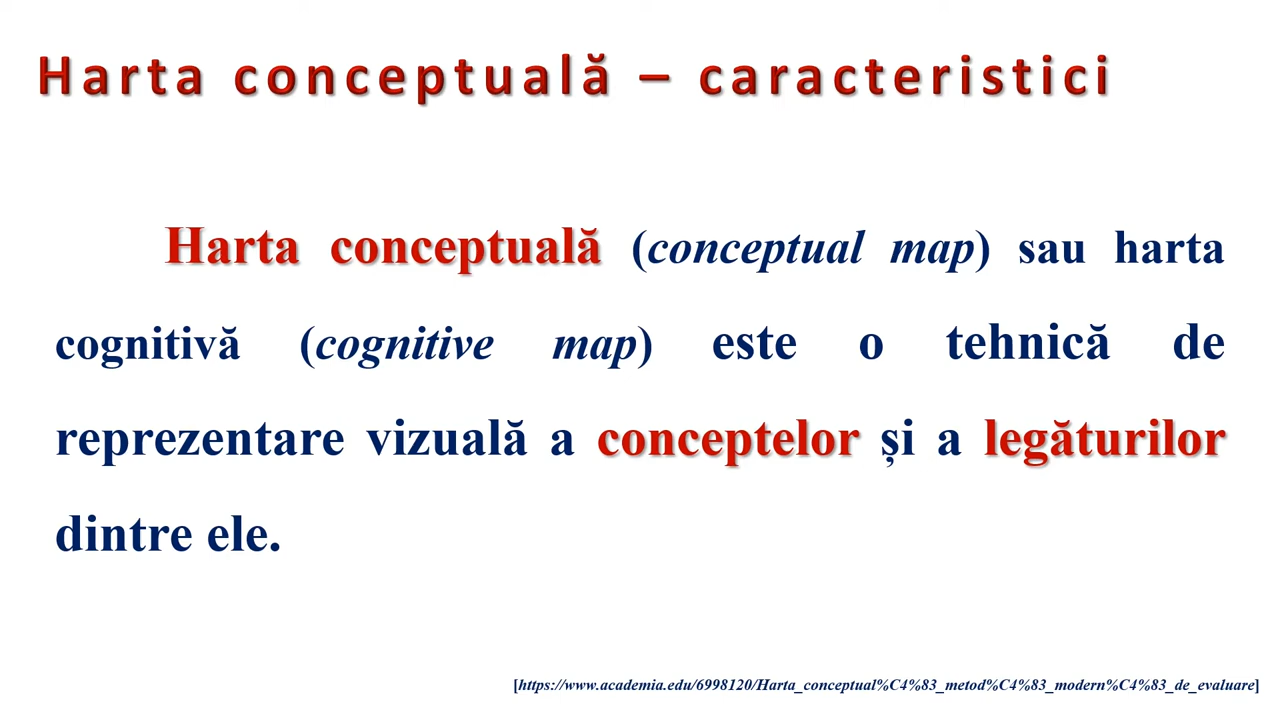 Harta conceptuală – caracteristici
Harta conceptuală (conceptual map) sau harta
cognitivă (cognitive map) este o tehnică de
reprezentare vizuală a conceptelor și a legăturilor
dintre ele.
[https://www.academia.edu/6998120/Harta_conceptual%C4%83_metod%C4%83_modern%C4%83_de_evaluare]